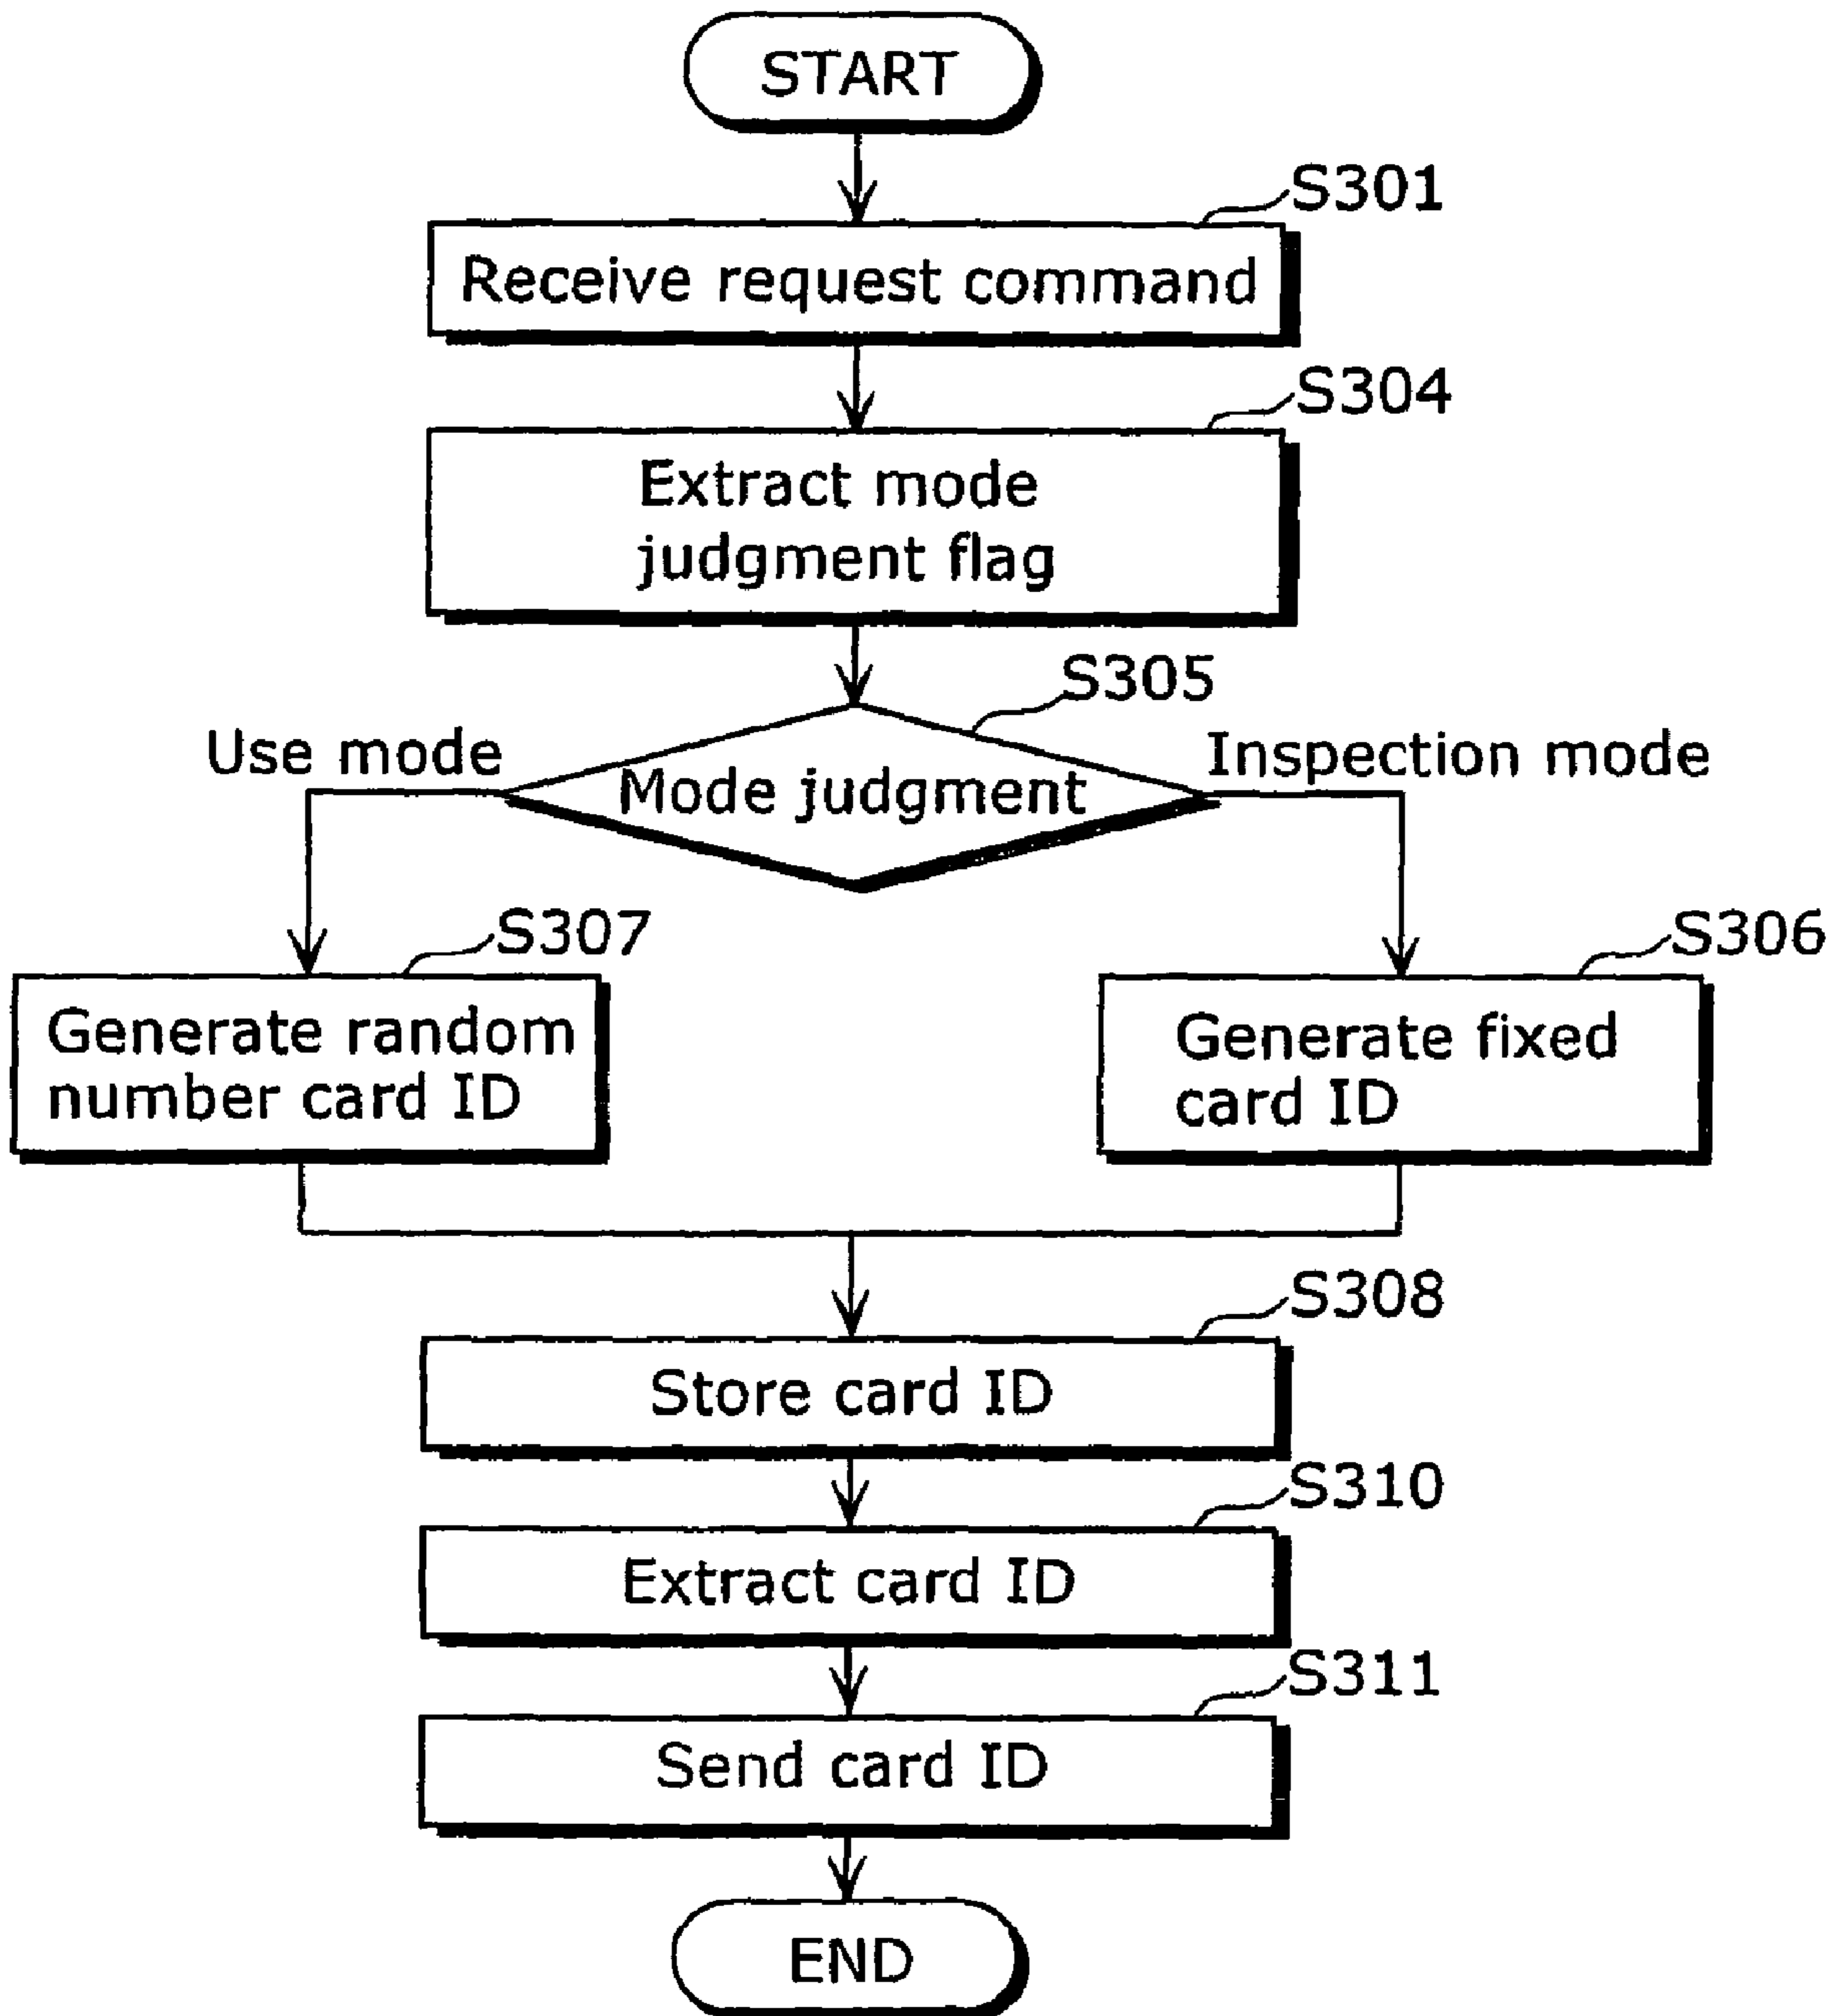 START
S301
Receive request command
S304
Extract mode
judgment flag
S305
Use mode
Mode judgment
Inspection mode
S307
S306
Generate random
number card ID
Generate fixed
card ID
S308
Store card ID
S310
Extract card ID
S311
Send card ID
END